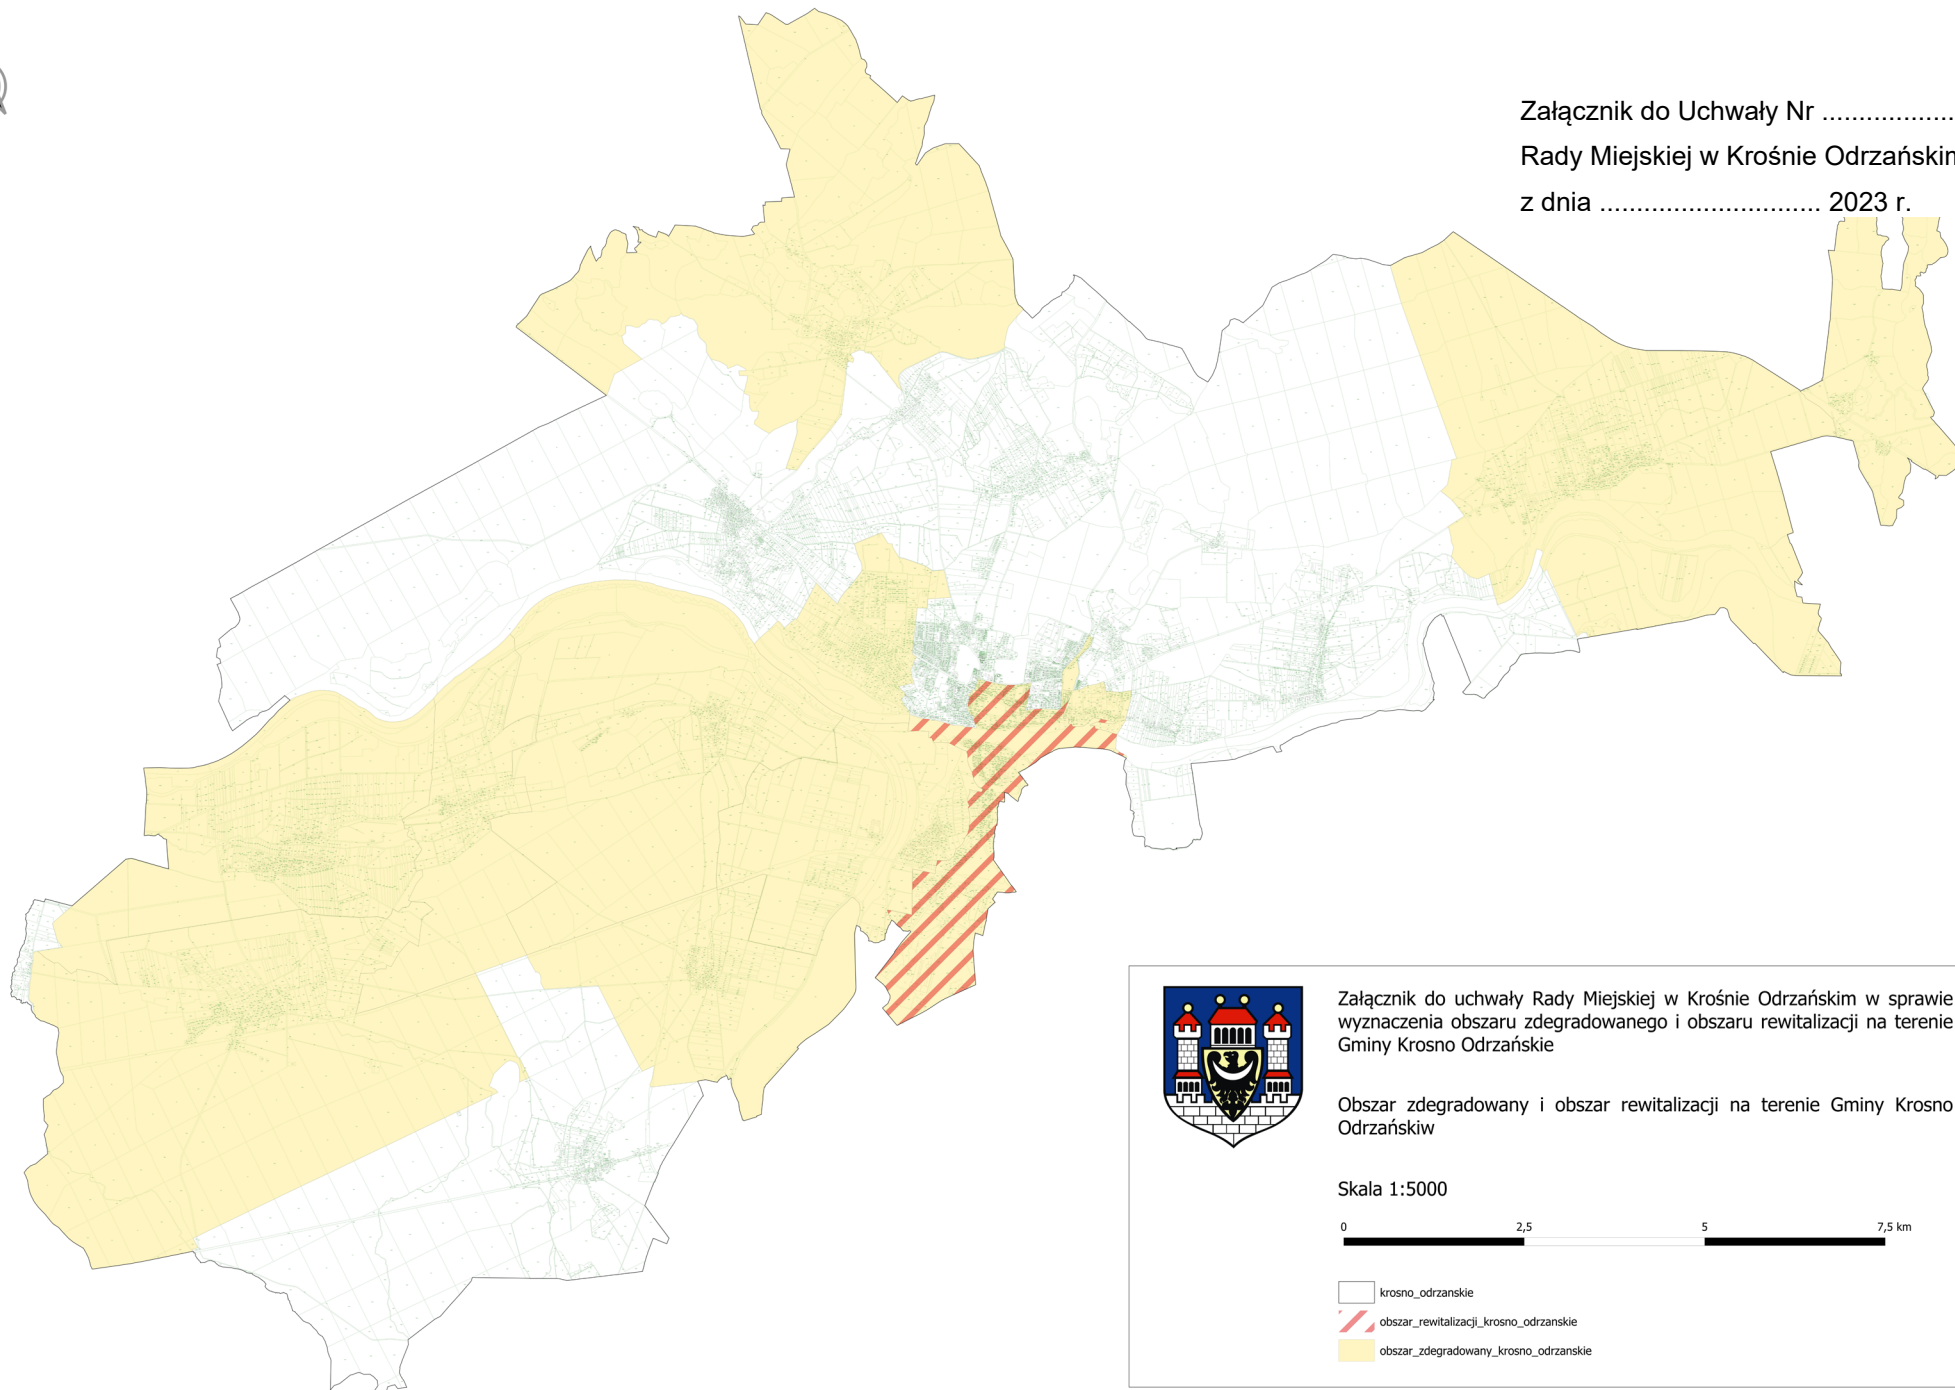 Załącznik do Uchwały Nr ..................
Rady Miejskiej w Krośnie Odrzańskim
z dnia .............................. 2023 r.
Załącznik do uchwały Rady Miejskiej w Krośnie Odrzańskim w sprawie
wyznaczenia obszaru zdegradowanego i obszaru rewitalizacji na terenie
Gminy Krosno Odrzańskie
Obszar zdegradowany i obszar rewitalizacji na terenie Gminy Krosno
Odrzańskiw
Skala 1:5000
0 2,5 5 7,5 km
krosno_odrzanskie
obszar_rewitalizacji_krosno_odrzanskie
obszar_zdegradowany_krosno_odrzanskie